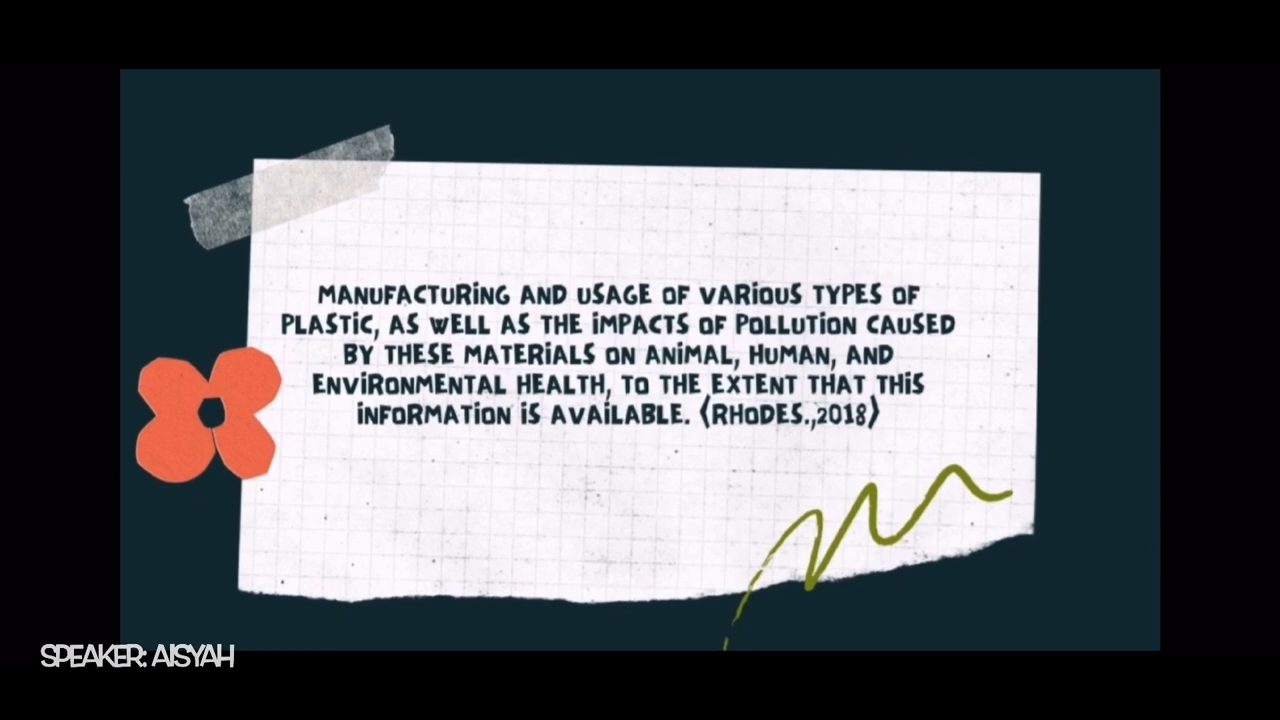 MANUFACTURING AND USAGE OF VARIOUS TYPES OF
PLASTIC, AS WELL AS THE IMPACTS OF POLLUTION CAUSED
BY THESE MATERIALS ON ANIMAL, HUMAN, AND
ENVIRONMENTAL HEALTH, TO THE EXTENT THAT THIS
INFORMATION IS AVAILABLE. (RHODES.,2018)
SPEAKER: AISYAH